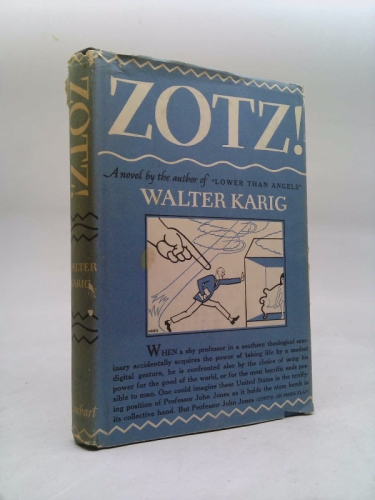 ZOTZ!
A novel by the author of "LOWER THAN ANGELS"
WALTER KARIG
WHEN a shy professor in a southern theological sem-
inary accidentally acquires the power of taking life by a modest
digital gesture, he is confronted also by the choice of using his
power for the good of the world, or for the most horrific ends pos-
sible to man. One could imagine these United States in the terrify-
ing position of Professor John Jones as it holds the atom bomb in
its collective hand. But Professor John Jones
ZOTZ!
WALTER
KARIG